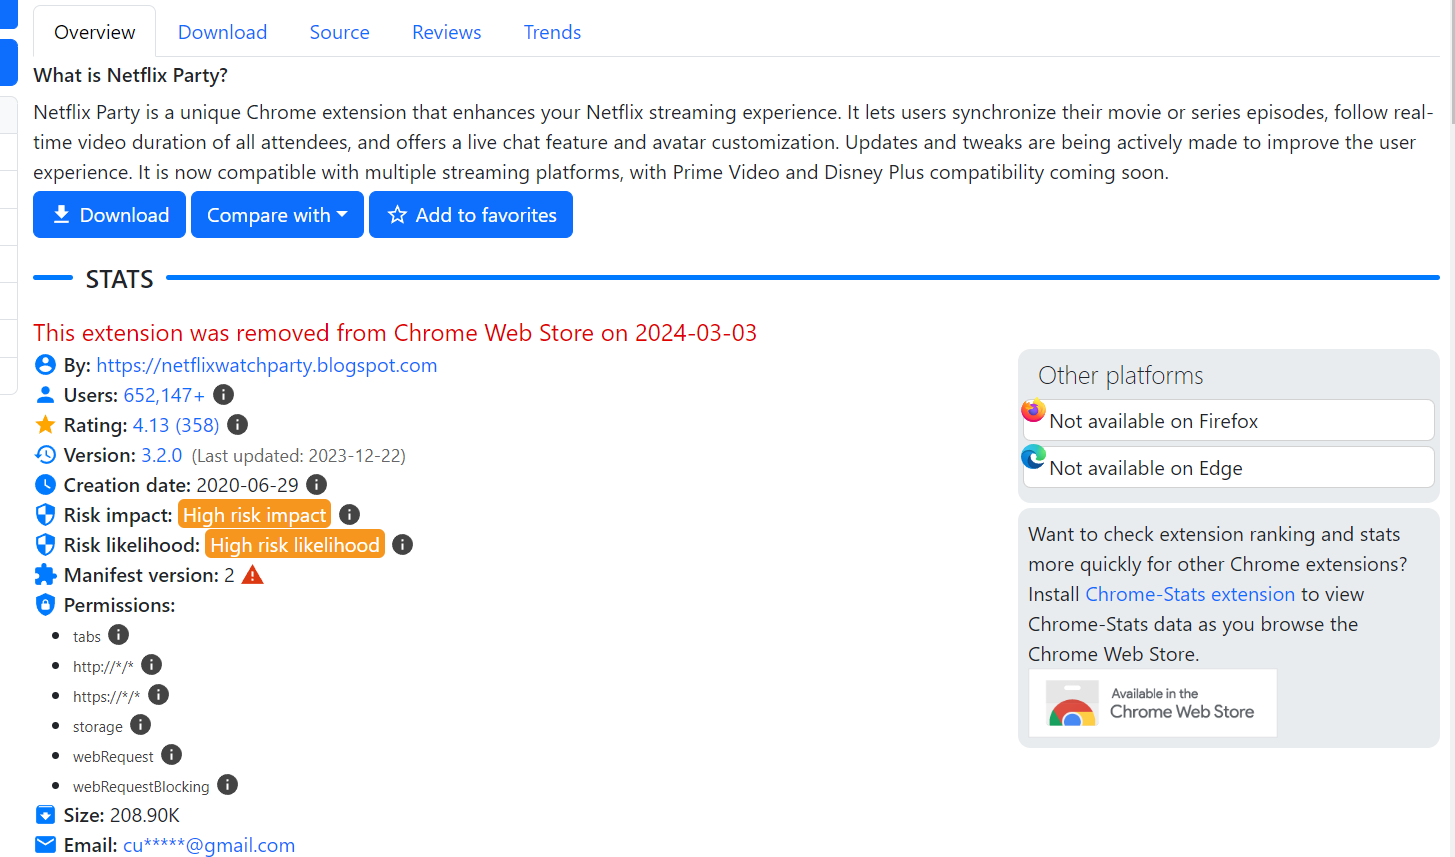 Overview Download Source Reviews Trends
What is Netflix Party?
Netflix Party is a unique Chrome extension that enhances your Netflix streaming experience. It lets users synchronize their movie or series episodes, follow real-
time video duration of all attendees, and offers a live chat feature and avatar customization. Updates and tweaks are being actively made to improve the user
experience. It is now compatible with multiple streaming platforms, with Prime Video and Disney Plus compatibility coming soon.
Download Compare with Add to favorites
STATS
This extension was removed from Chrome Web Store on 2024-03-03
By: https://netflixwatchparty.blogspot.com
Users: 652,147+
Rating: 4.13 (358)
Version: 3.2.0 (Last updated: 2023-12-22)
Creation date: 2020-06-29
Risk impact: High risk impact
Risk likelihood: High risk likelihood
Manifest version: 2
Permissions:
tabs
http://*/*
https://*/*
storage
webRequest
webRequestBlocking
Size: 208.90K
Email: cu*****@gmail.com
Other platforms
Not available on Firefox
Not available on Edge
Want to check extension ranking and stats
more quickly for other Chrome extensions?
Install Chrome-Stats extension to view
Chrome-Stats data as you browse the
Chrome Web Store.
Available in the
Chrome Web Store